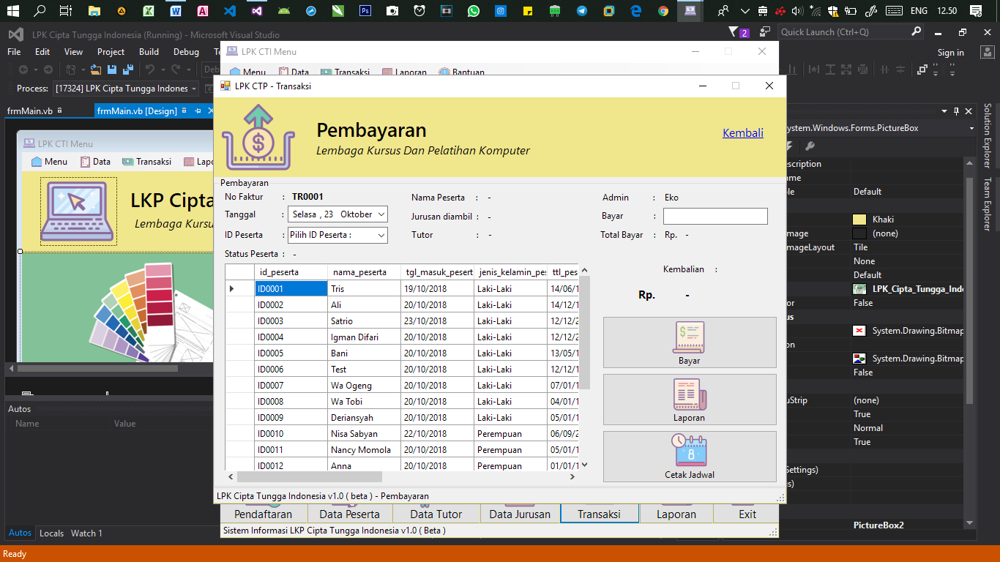 ENG 12.50
LPK Cipta Tungga Indonesia (Running) - Microsoft Visual Studio
2
Quick Launch (Ctrl+Q)
File Edit View Project Build Debug
Sign in
LPK CTI Menu
Menu Data Transaksi Laporan Bantuan
Process: [17324] LPK Cipta Tungga Indones
LPK CTP - Transaksi
frmMain.vb frmMain.vb [Design]
Solution Explorer
Team Explorer
LPK CTI Menu
Menu Data Transaksi
LKP Cipta
Lembaga Kursu
Pembayaran
Lembaga Kursus Dan Pelatihan Komputer
Kembali
Pembayaran
No Faktur : TR0001
Tanggal : Selasa , 23 Oktober
ID Peserta : Pilih ID Peserta :
Status Peserta : -
Nama Peserta : -
Jurusan diambil : -
Tutor : -
Admin : Eko
Bayar :
Total Bayar : Rp. -
id_peserta nama_peserta tgl_masuk_pesert jenis_kelamin_pes ttl_pes
ID0001 Tris 19/10/2018 Laki-Laki 14/06/1
ID0002 Ali 20/10/2018 Laki-Laki 14/12/1
ID0003 Satrio 23/10/2018 Laki-Laki 12/12/2
ID0004 Igman Difari 20/10/2018 Laki-Laki 12/12/2
ID0005 Bani 20/10/2018 Laki-Laki 13/05/1
ID0006 Test 20/10/2018 Laki-Laki 12/12/1
ID0007 Wa Ogeng 20/10/2018 Laki-Laki 07/01/1
ID0008 Wa Tobi 20/10/2018 Laki-Laki 04/01/1
ID0009 Deriansyah 20/10/2018 Laki-Laki 05/01/1
ID0010 Nisa Sabyan 22/10/2018 Perempuan 06/09/2
ID0011 Nancy Momola 20/10/2018 Perempuan 05/01/1
ID0012 Anna 20/10/2018 Perempuan 01/01/1
Kembalian :
Rp. -
Bayar
Laporan
Cetak Jadwal
LPK Cipta Tungga Indonesia v1.0 ( beta ) - Pembayaran
Pendaftaran Data Peserta Data Tutor Data Jurusan Transaksi Laporan Exit
Sistem Informasi LKP Cipta Tungga Indonesia v1.0 ( Beta )
ystem.Windows.Forms.PictureBox
Default
Khaki
(none)
Tile
None
Default
LPK_Cipta_Tungga_Ind
False
System.Drawing.Bitmap
System.Drawing.Bitmap
False
(none)
True
Normal
True
Settings)
PictureBox2
Autos
Name Value
Autos Locals Watch 1
Ready